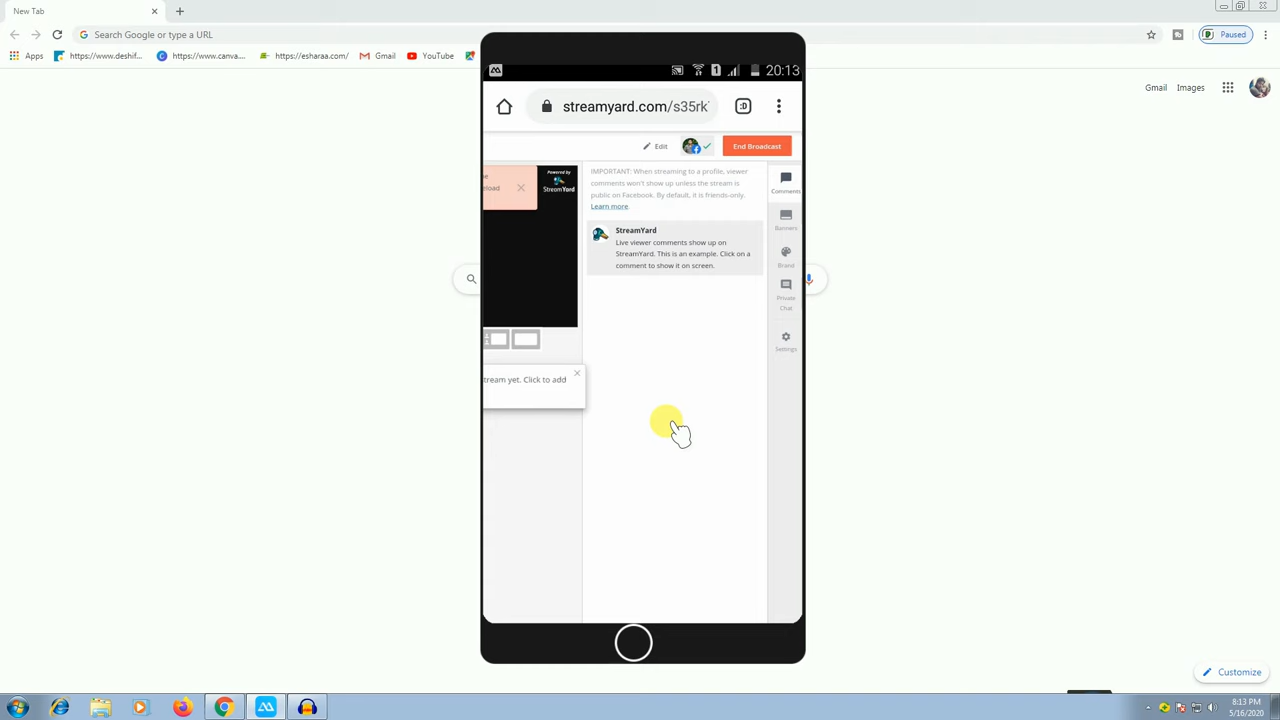 New Tab
Search Google or type a URL
Paused
Apps
https://www.deshif...
https://www.canva...
https://esharaa.com/
Gmail
YouTube
Gmail
Images
1
20:13
streamyard.com/s35rk
:D
Edit
End Broadcast
Powered by
StreamYard
IMPORTANT: When streaming to a profile, viewer
comments won't show up unless the stream is
public on Facebook. By default, it is friends-only.
Learn more
StreamYard
Live viewer comments show up on
StreamYard. This is an example. Click on a
comment to show it on screen.
Comments
Banners
Brand
Private
Chat
Settings
tream yet. Click to add
Customize
8:13 PM
5/16/2020